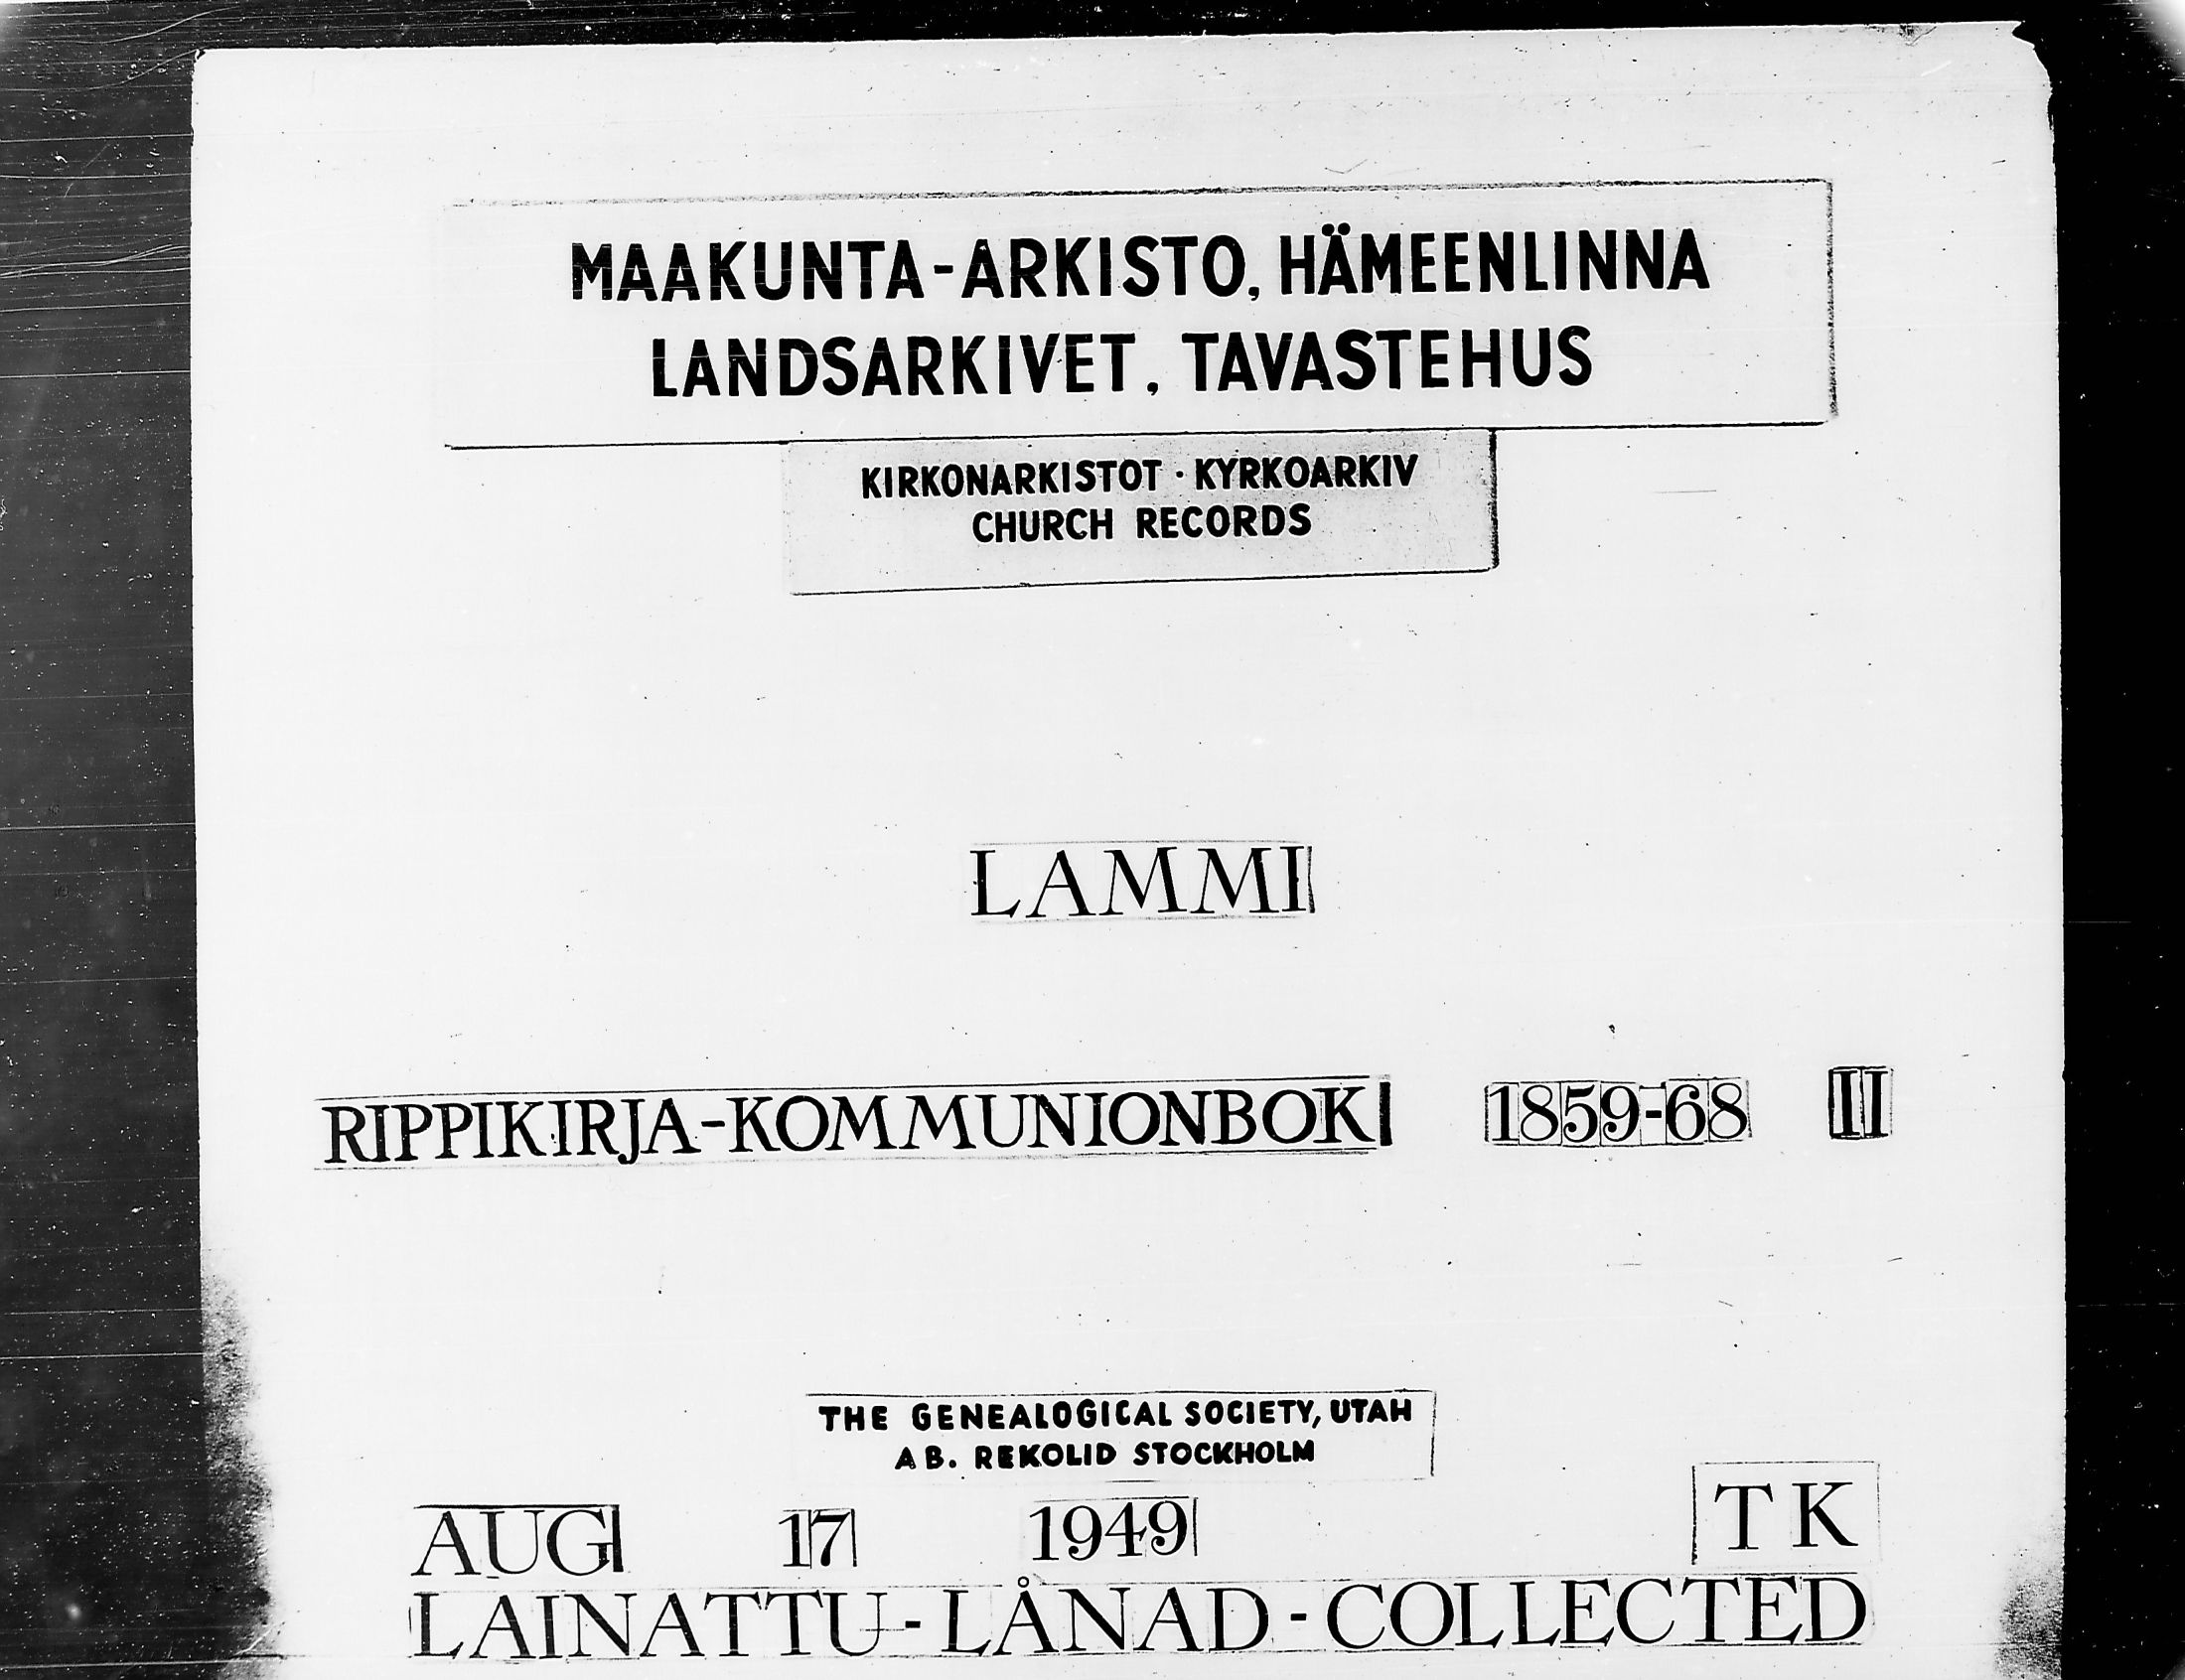 MAAKUNTA-ARKISTO, HÄMEENLINNA
LANDSARKIVET, TAVASTEHUS
KIRKONARKISTOT · KYRKOARKIV
CHURCH RECORDS
LAMMI
RIPPIKIRJA-KOMMUNIONBOK 1859-68 II
THE GENEALOGICAL SOCIETY, UTAH
AB. REKOLID STOCKHOLM
AUG 17 1949 TK
LAINATTU-LÅNAD-COLLECTED